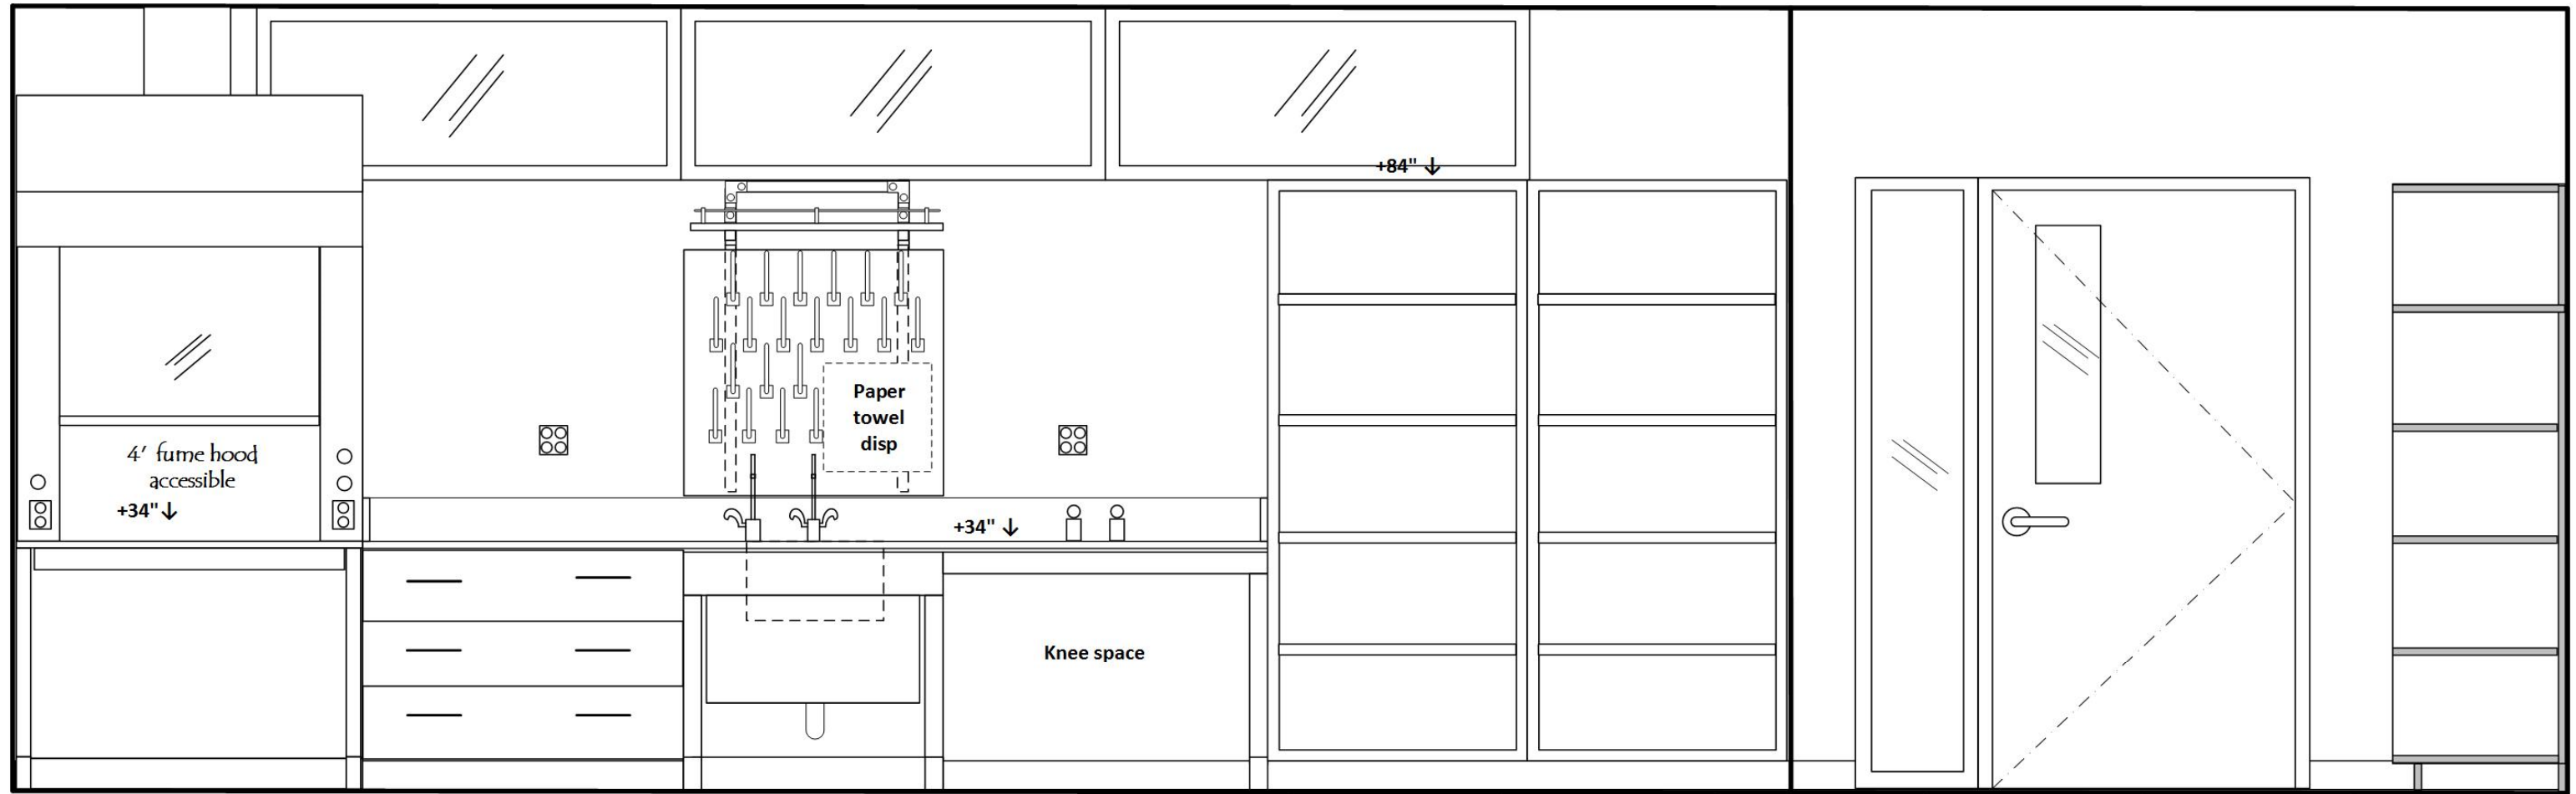 +84" ↓
Paper
towel
disp
4' fume hood
accessible
+34"↓
+34" ↓
Knee space